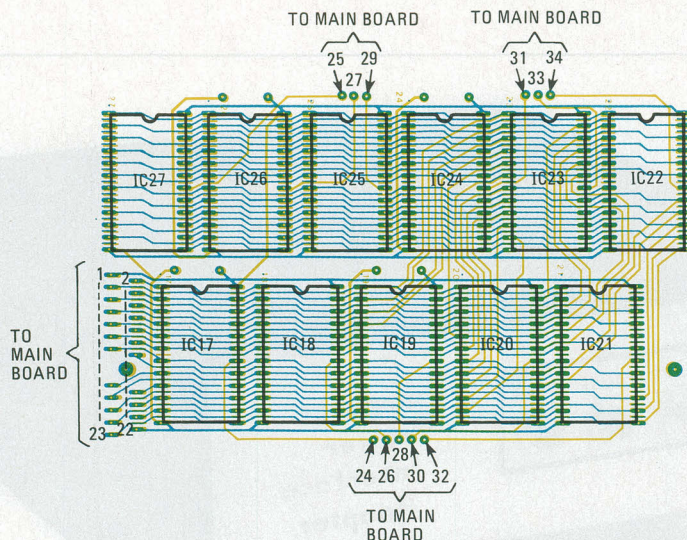 TO MAIN BOARD TO MAIN BOARD
25 29 31 34
27 33
IC27 IC26 IC25 IC24 IC23 IC22
1 2
TO
MAIN
BOARD
IC17 IC18 IC19 IC20 IC21
23 22
28
24 26 30 32
TO MAIN
BOARD